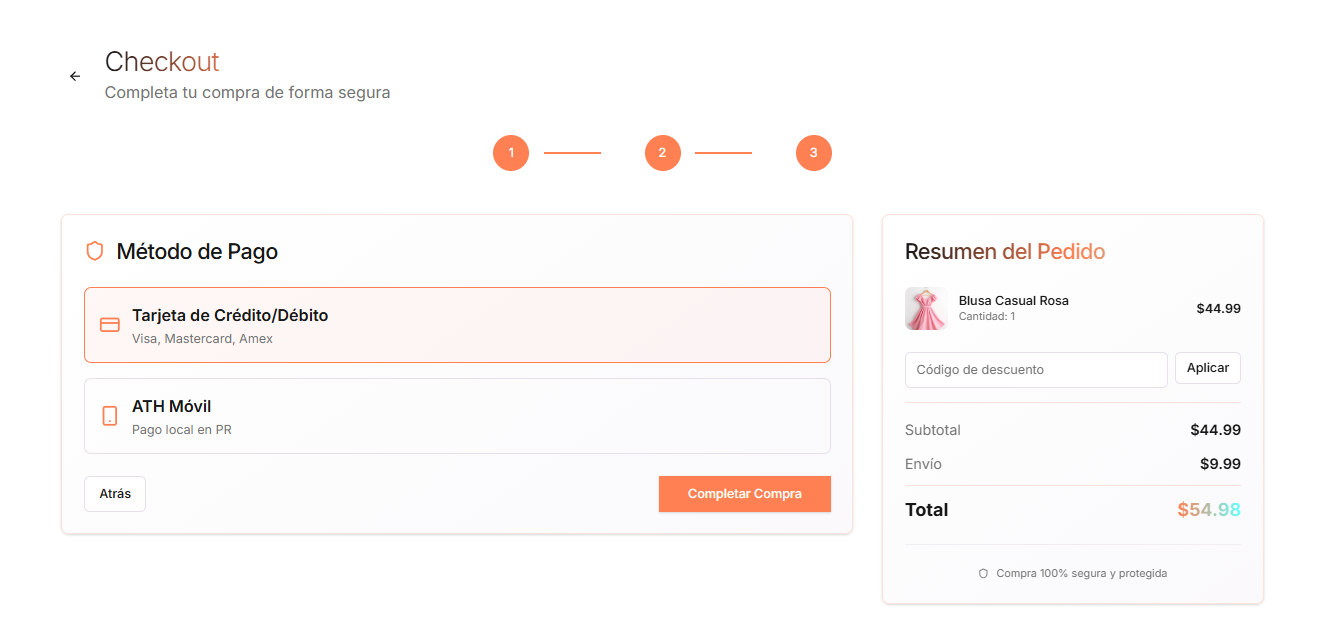 Checkout
Completa tu compra de forma segura
1
2
3
Método de Pago
Tarjeta de Crédito/Débito
Visa, Mastercard, Amex
ATH Móvil
Pago local en PR
Atrás
Completar Compra
Resumen del Pedido
Blusa Casual Rosa
Cantidad: 1
$44.99
Código de descuento
Aplicar
Subtotal $44.99
Envío $9.99
Total $54.98
Compra 100% segura y protegida